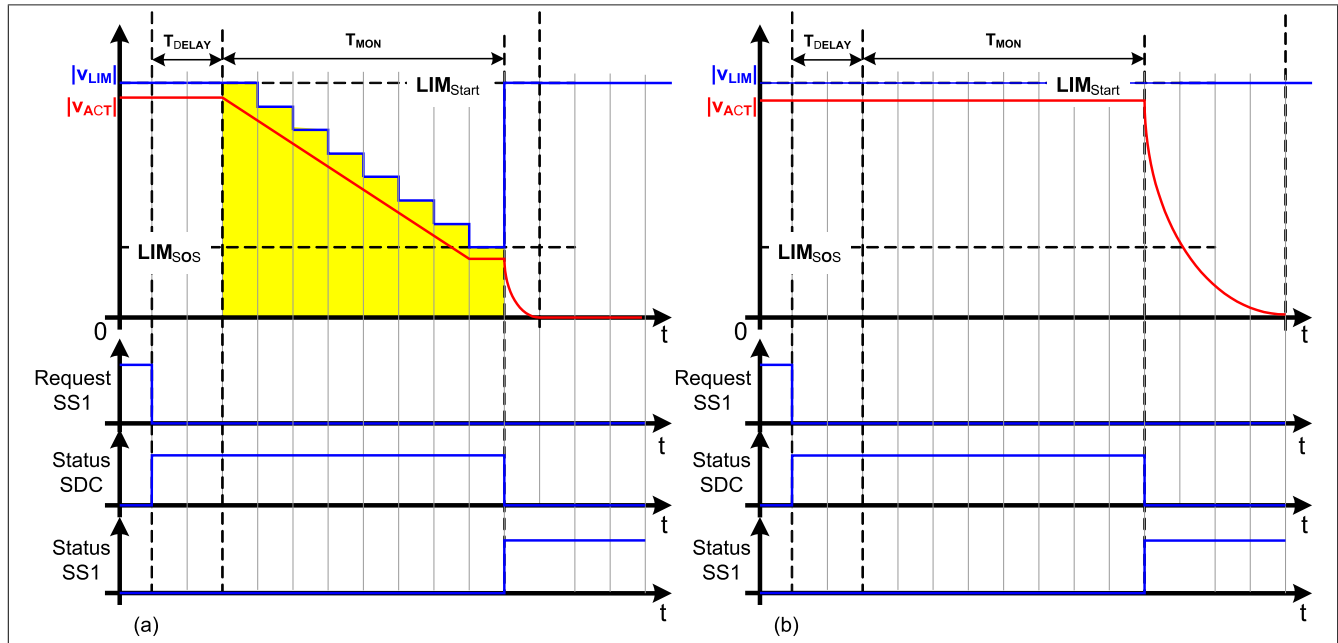 TDELAY
TMON
|vLIM|
LIMStart
|vACT|
LIMSOS
0
t
Request
SS1
t
Status
SDC
t
Status
SS1
t
(a)
TDELAY
TMON
|vLIM|
LIMStart
|vACT|
LIMSOS
0
t
Request
SS1
t
Status
SDC
t
Status
SS1
t
(b)